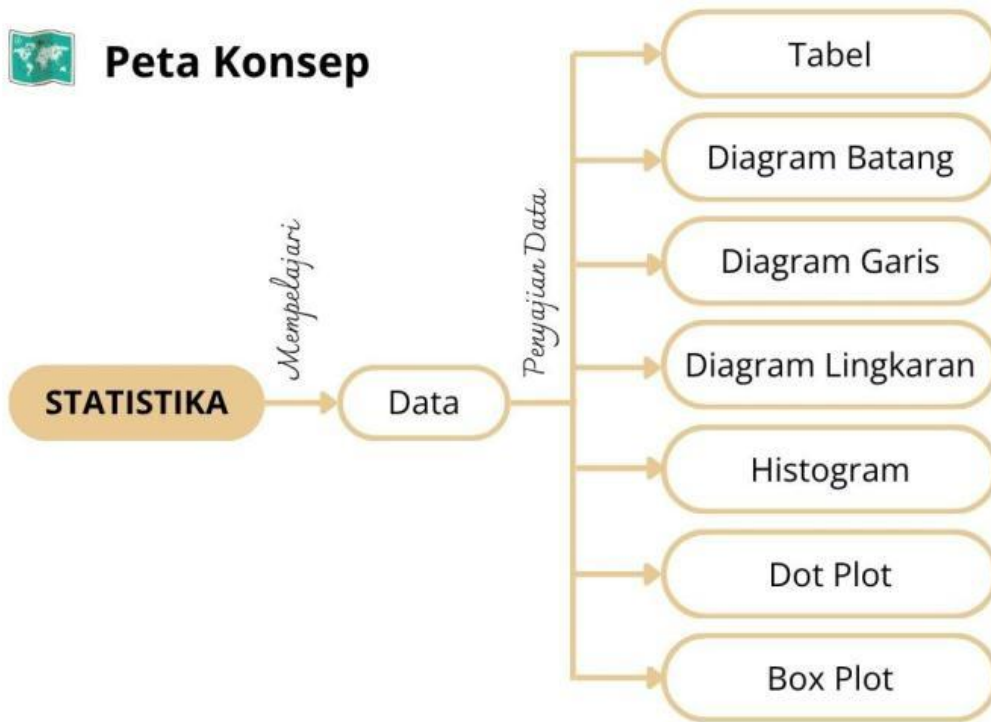 Peta Konsep
STATISTIKA
Mempelajari
Data
Penyajian Data
Tabel
Diagram Batang
Diagram Garis
Diagram Lingkaran
Histogram
Dot Plot
Box Plot